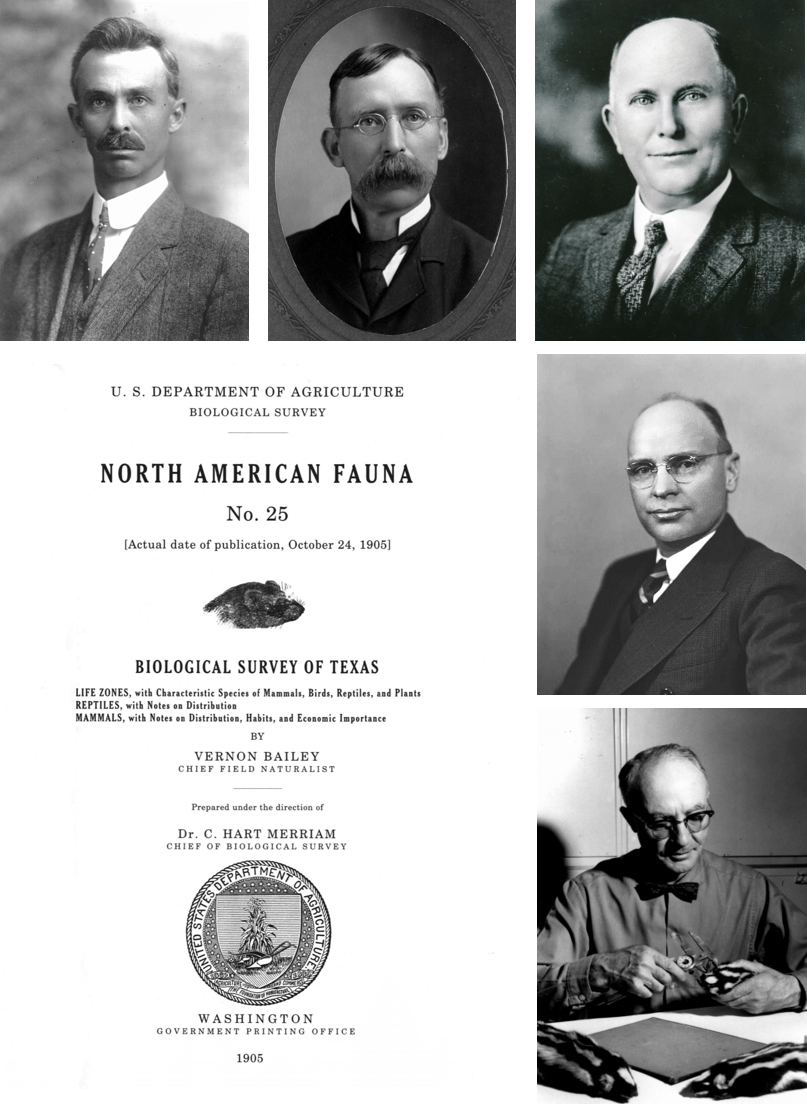 U. S. DEPARTMENT OF AGRICULTURE
BIOLOGICAL SURVEY
NORTH AMERICAN FAUNA
No. 25
[Actual date of publication, October 24, 1905]
BIOLOGICAL SURVEY OF TEXAS
LIFE ZONES, with Characteristic Species of Mammals, Birds, Reptiles, and Plants
REPTILES, with Notes on Distribution
MAMMALS, with Notes on Distribution, Habits, and Economic Importance
BY
VERNON BAILEY
CHIEF FIELD NATURALIST
Prepared under the direction of
Dr. C. HART MERRIAM
CHIEF OF BIOLOGICAL SURVEY
UNITED STATES DEPARTMENT OF AGRICULTURE
WASHINGTON
GOVERNMENT PRINTING OFFICE
1905